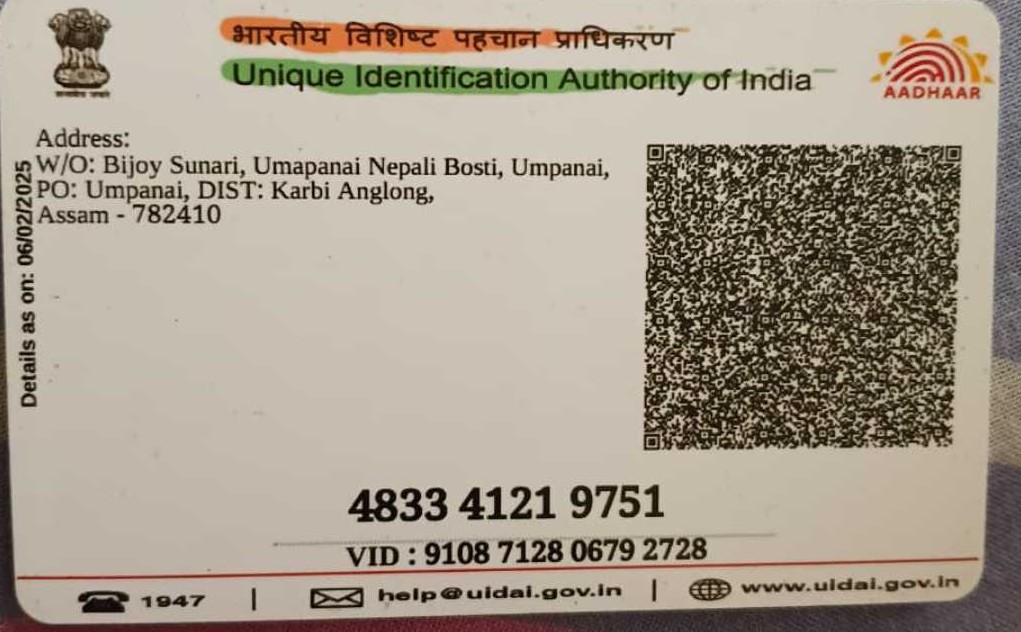 भारतीय विशिष्ट पहचान प्राधिकरण
Unique Identification Authority of India
AADHAAR
Address:
W/O: Bijoy Sunari, Umapanai Nepali Bosti, Umpanai,
PO: Umpanai, DIST: Karbi Anglong,
Assam - 782410
Details as on: 06/02/2025
4833 4121 9751
VID : 9108 7128 0679 2728
1947 | help@uidai.gov.in | www.uidai.gov.in